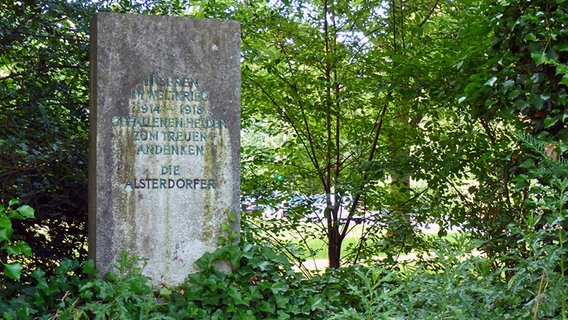 UNSEREN
IM WELTKRIEG
1914 - 1918
GEFALLENEN HELDEN
ZUM TREUEN
ANDENKEN
DIE
ALSTERDORFER